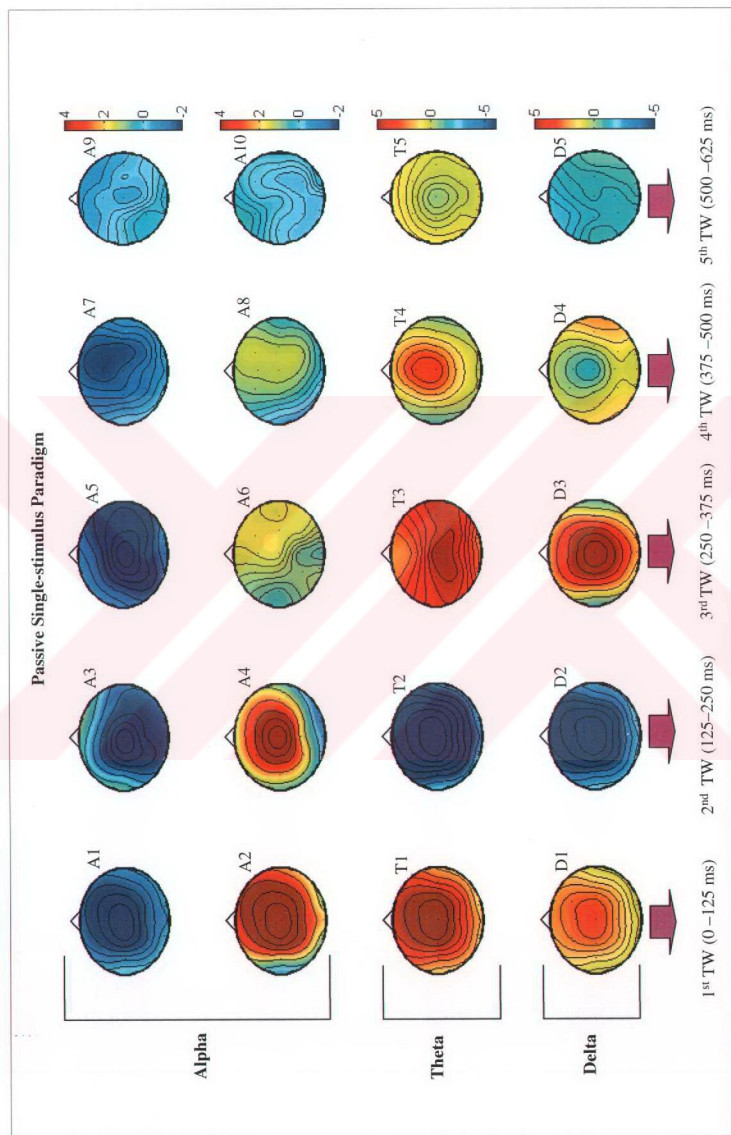 Passive Single-stimulus Paradigm
Alpha
A1
A3
A5
A7
A9
4
2
0
-2
A2
A4
A6
A8
A10
4
2
0
-2
Theta
T1
T2
T3
T4
T5
5
0
-5
Delta
D1
D2
D3
D4
D5
5
0
-5
1st TW (0 –125 ms)
2nd TW (125–250 ms)
3rd TW (250 –375 ms)
4th TW (375 –500 ms)
5th TW (500 –625 ms)